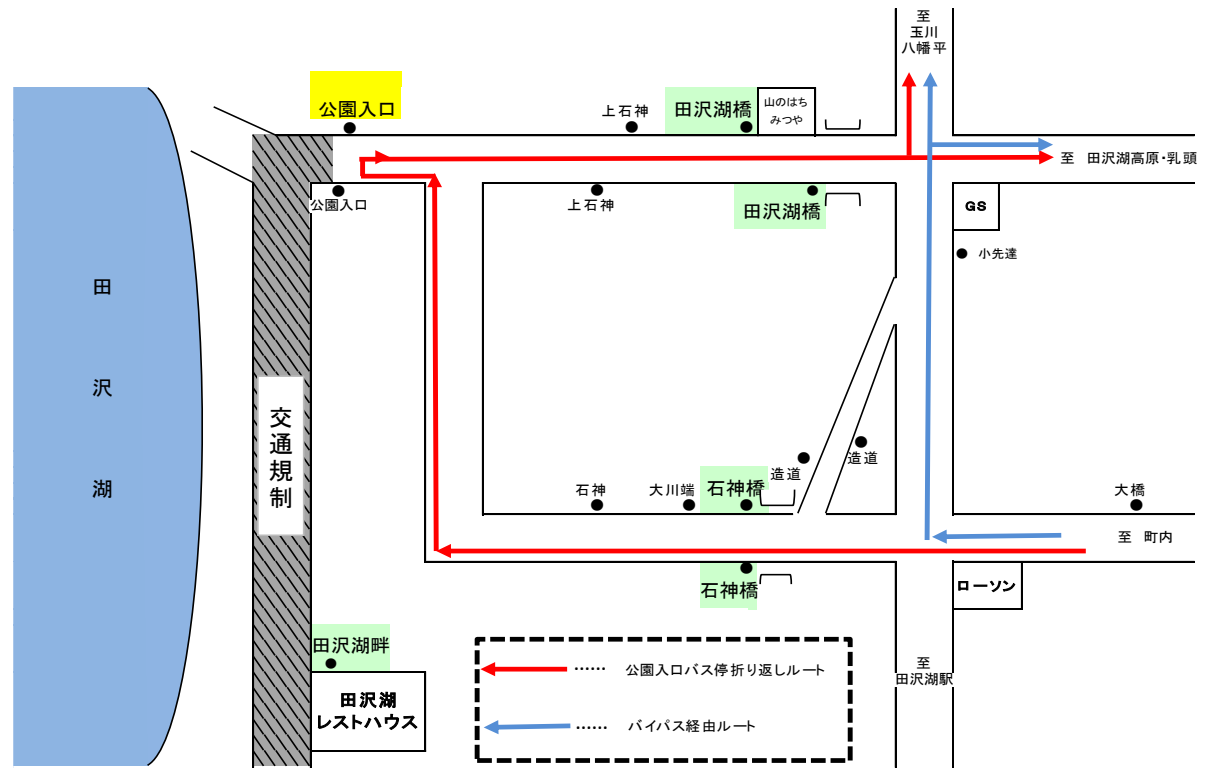 至
玉川
八幡平
公園入口
上石神
田沢湖橋
山のはち
みつや
至 田沢湖高原・乳頭
公園入口
上石神
田沢湖橋
GS
小先達
田沢湖
交通規制
造道
造道
石神
大川端
石神橋
大橋
至 町内
石神橋
ローソン
田沢湖畔
田沢湖
レストハウス
至
田沢湖駅
…… 公園入口バス停折り返しルート
…… バイパス経由ルート